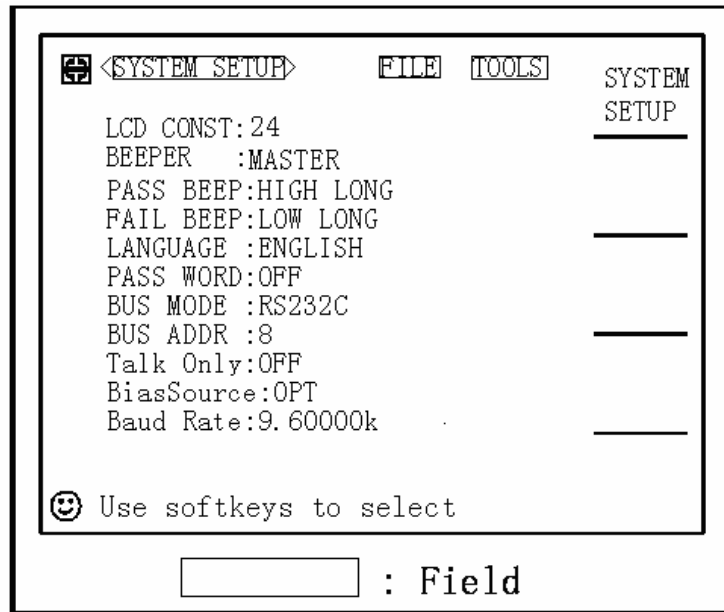 <SYSTEM SETUP> FILE TOOLS
SYSTEM
SETUP
LCD CONST:24
BEEPER :MASTER
PASS BEEP:HIGH LONG
FAIL BEEP:LOW LONG
LANGUAGE :ENGLISH
PASS WORD:OFF
BUS MODE :RS232C
BUS ADDR :8
Talk Only:OFF
BiasSource:OPT
Baud Rate:9.60000k
Use softkeys to select
: Field